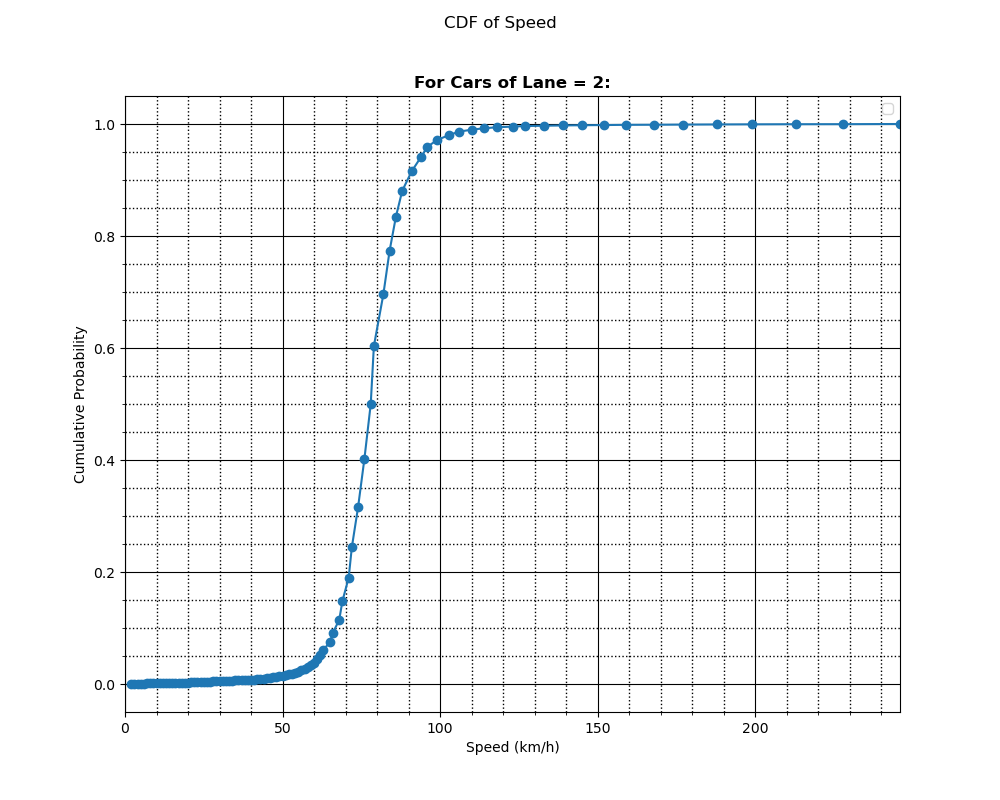 CDF of Speed
For Cars of Lane = 2:
1.0
0.8
0.6
0.4
0.2
0.0
Cumulative Probability
0 50 100 150 200
Speed (km/h)